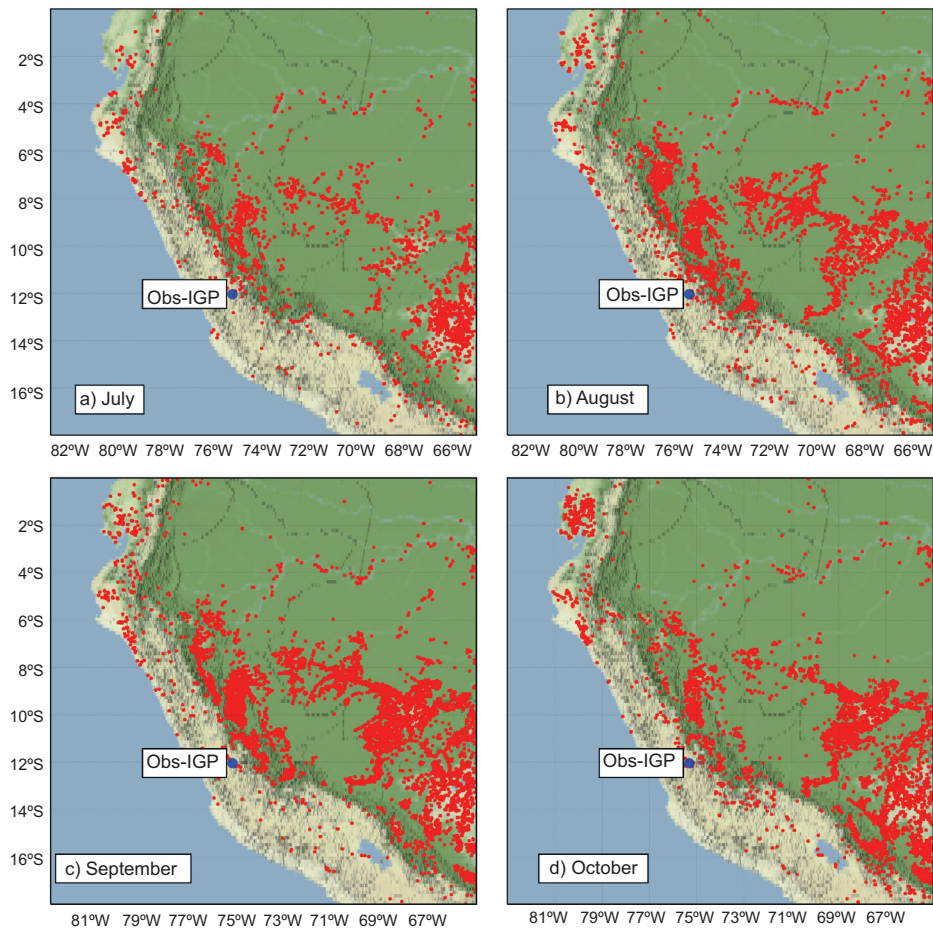 2ºS
4ºS
6ºS
8ºS
10ºS
12ºS
14ºS
16ºS
Obs-IGP
a) July
82ºW 80ºW 78ºW 76ºW 74ºW 72ºW 70ºW 68ºW 66ºW
Obs-IGP
b) August
82ºW 80ºW 78ºW 76ºW 74ºW 72ºW 70ºW 68ºW 66ºW
2ºS
4ºS
6ºS
8ºS
10ºS
12ºS
14ºS
16ºS
Obs-IGP
c) September
81ºW 79ºW 77ºW 75ºW 73ºW 71ºW 69ºW 67ºW
Obs-IGP
d) October
81ºW 79ºW 77ºW 75ºW 73ºW 71ºW 69ºW 67ºW